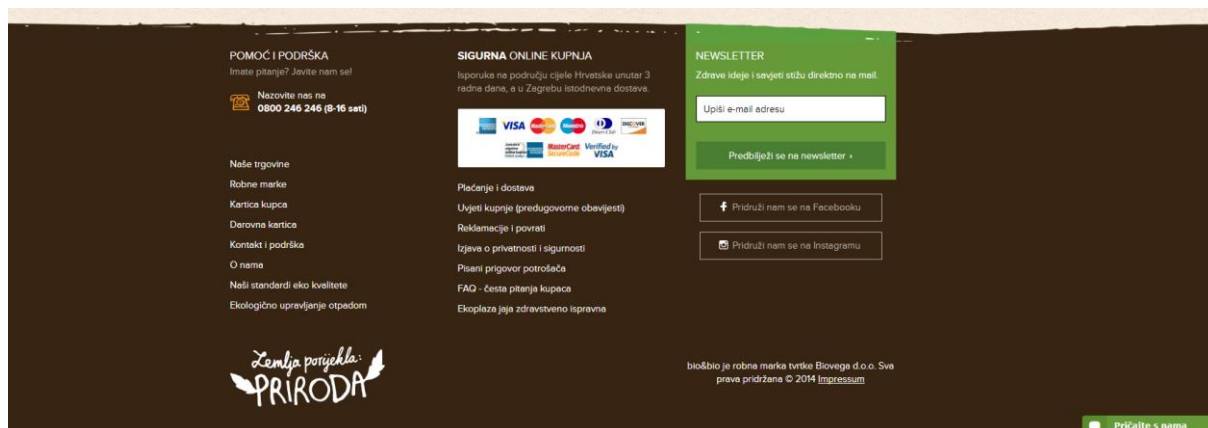 POMOĆ I PODRŠKA
Imate pitanje? Javite nam se!
Nazovite nas na
0800 246 246 (8-16 sati)
Naše trgovine
Robne marke
Kartica kupca
Darovna kartica
Kontakt i podrška
O nama
Naši standardi eko kvalitete
Ekologično upravljanje otpadom
Zemlja porijekla:
PRIRODA
SIGURNA ONLINE KUPNJA
Isporuka na području cijele Hrvatske unutar 3
radna dana, a u Zagrebu istodnevna dostava.
VISA MasterCard Maestro DISCOVER
MasterCard SecureCode Verified by VISA
Plaćanje i dostava
Uvjeti kupnje (predugovorne obavijesti)
Reklamacije i povrati
Izjava o privatnosti i sigurnosti
Pisani prigovor potrošača
FAQ - česta pitanja kupaca
Ekoplaza jaja zdravstveno ispravna
NEWSLETTER
Zdrave ideje i savjeti stižu direktno na mail.
Upiši e-mail adresu
Predbilježi se na newsletter ›
Pridruži nam se na Facebooku
Pridruži nam se na Instagramu
bio&bio je robna marka tvrtke Biovega d.o.o. Sva
prava pridržana © 2014 Impressum
Pričajte s nama